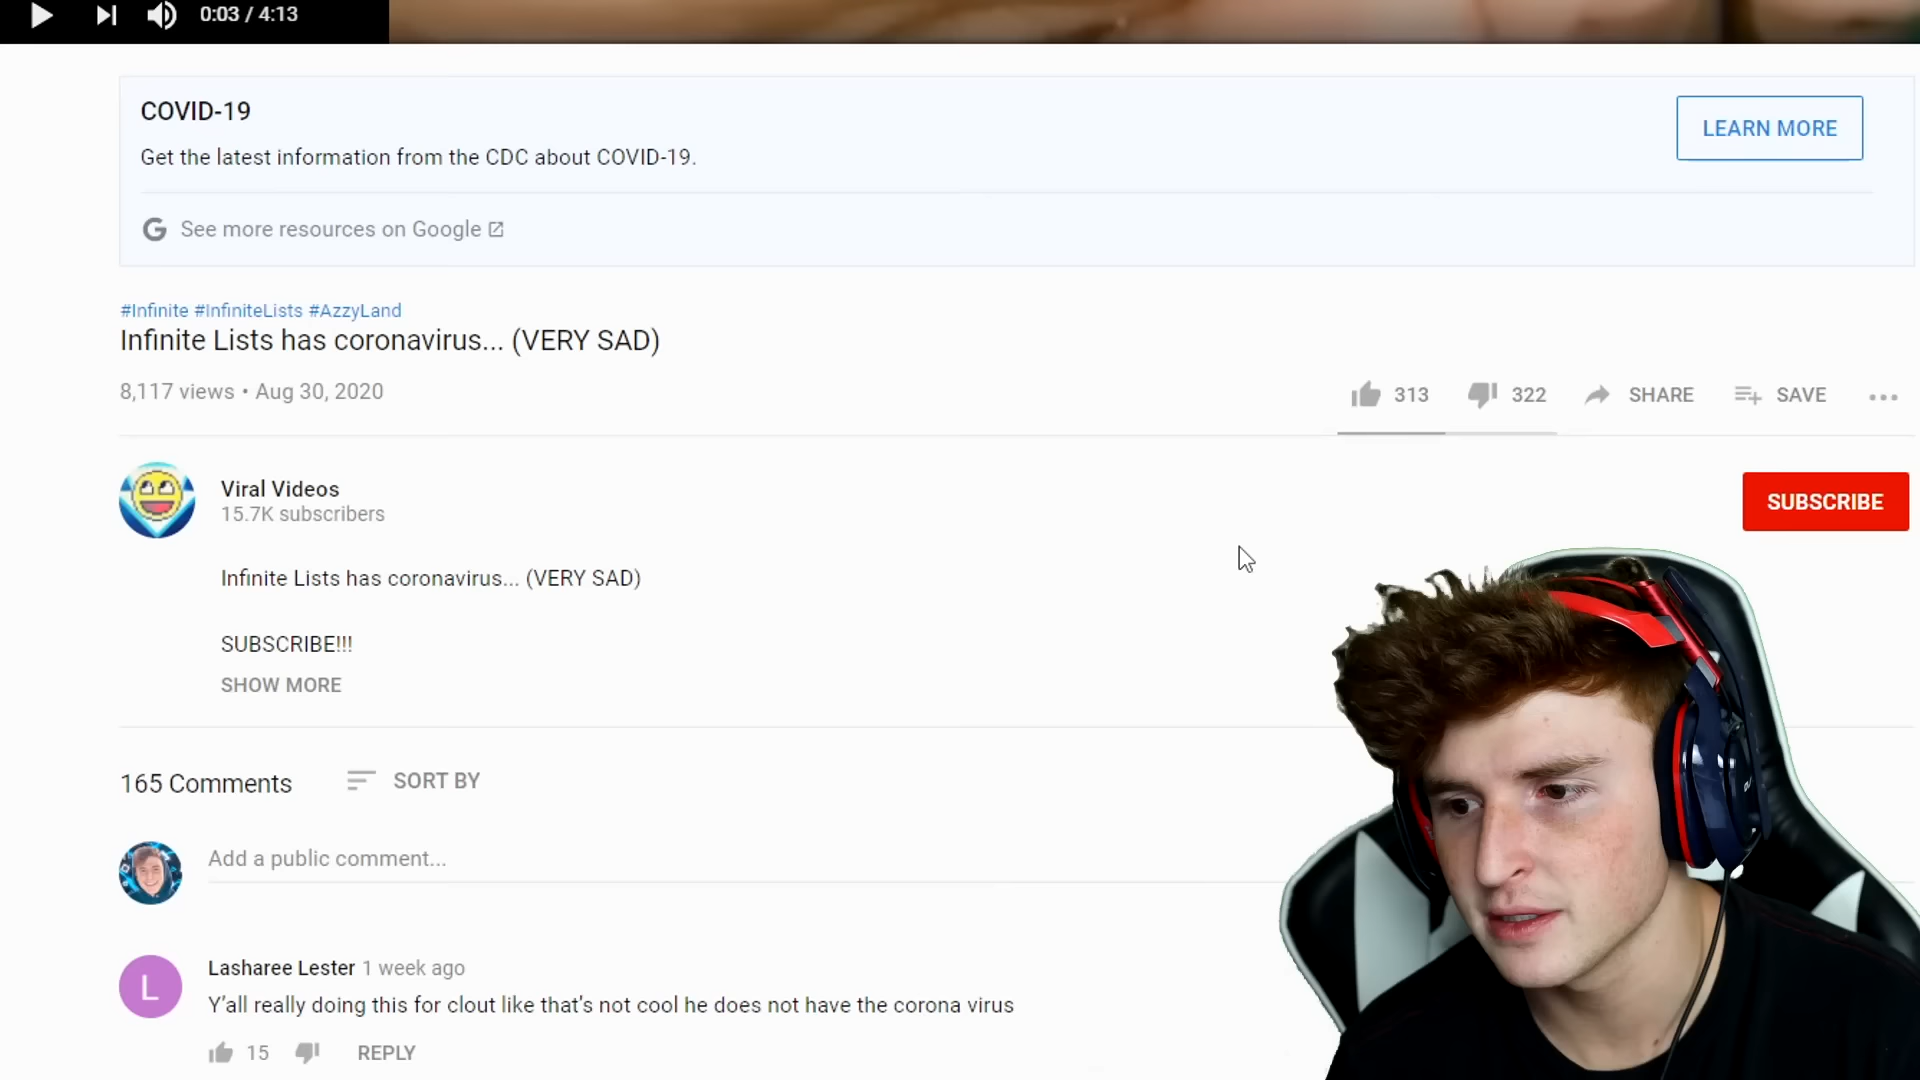 0:03 / 4:13
COVID-19
Get the latest information from the CDC about COVID-19.
LEARN MORE
See more resources on Google
#Infinite #InfiniteLists #AzzyLand
Infinite Lists has coronavirus... (VERY SAD)
8,117 views • Aug 30, 2020
313 322 SHARE SAVE
Viral Videos
15.7K subscribers
SUBSCRIBE
Infinite Lists has coronavirus... (VERY SAD)
SUBSCRIBE!!!
SHOW MORE
165 Comments SORT BY
Add a public comment...
L
Lasharee Lester 1 week ago
Y'all really doing this for clout like that's not cool he does not have the corona virus
15 REPLY